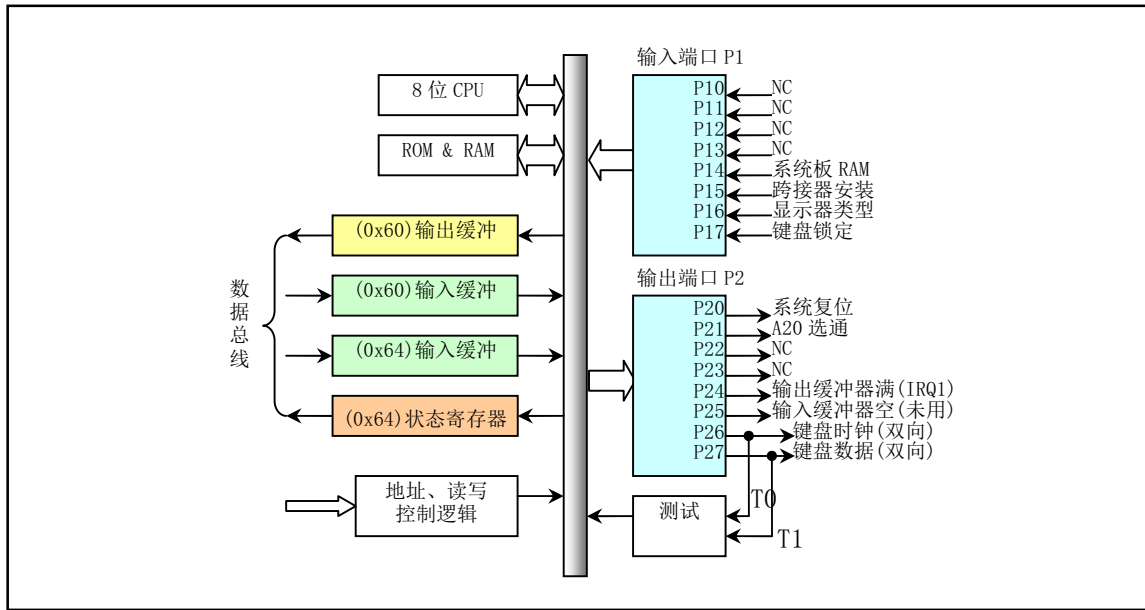 8 位 CPU
ROM & RAM
(0x60)输出缓冲
(0x60)输入缓冲
(0x64)输入缓冲
(0x64)状态寄存器
数据总线
地址、读写
控制逻辑
输入端口 P1
P10 NC
P11 NC
P12 NC
P13 NC
P14 系统板 RAM
P15 跨接器安装
P16 显示器类型
P17 键盘锁定
输出端口 P2
P20 系统复位
P21 A20 选通
P22 NC
P23 NC
P24 输出缓冲器满(IRQ1)
P25 输入缓冲器空(未用)
P26 键盘时钟(双向)
P27 键盘数据(双向)
测试
T0
T1